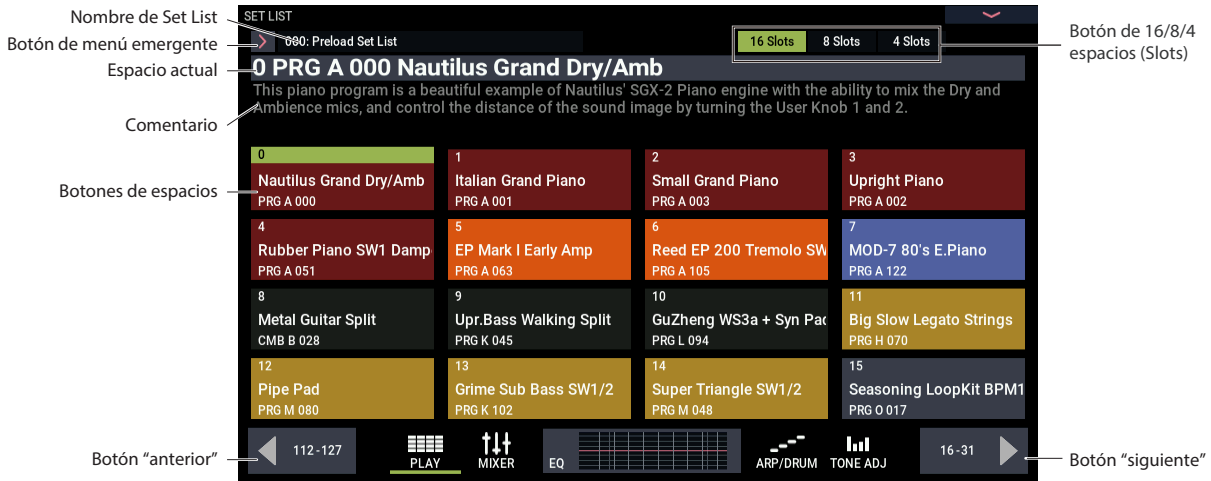 SET LIST
Nombre de Set List
Botón de menú emergente
000: Preload Set List
16 Slots
8 Slots
4 Slots
Botón de 16/8/4
espacios (Slots)
Espacio actual
0 PRG A 000 Nautilus Grand Dry/Amb
This piano program is a beautiful example of Nautilus' SGX-2 Piano engine with the ability to mix the Dry and
Ambience mics, and control the distance of the sound image by turning the User Knob 1 and 2.
Comentario
Botones de espacios
0
Nautilus Grand Dry/Amb
PRG A 000
1
Italian Grand Piano
PRG A 001
2
Small Grand Piano
PRG A 003
3
Upright Piano
PRG A 002
4
Rubber Piano SW1 Damp
PRG A 051
5
EP Mark I Early Amp
PRG A 063
6
Reed EP 200 Tremolo SW
PRG A 105
7
MOD-7 80's E.Piano
PRG A 122
8
Metal Guitar Split
CMB B 028
9
Upr.Bass Walking Split
PRG K 045
10
GuZheng WS3a + Syn Pad
PRG L 094
11
Big Slow Legato Strings
PRG H 070
12
Pipe Pad
PRG M 080
13
Grime Sub Bass SW1/2
PRG K 102
14
Super Triangle SW1/2
PRG M 048
15
Seasoning LoopKit BPM1
PRG O 017
Botón “anterior”
112-127
PLAY
MIXER
EQ
ARP/DRUM
TONE ADJ
16-31
Botón “siguiente”